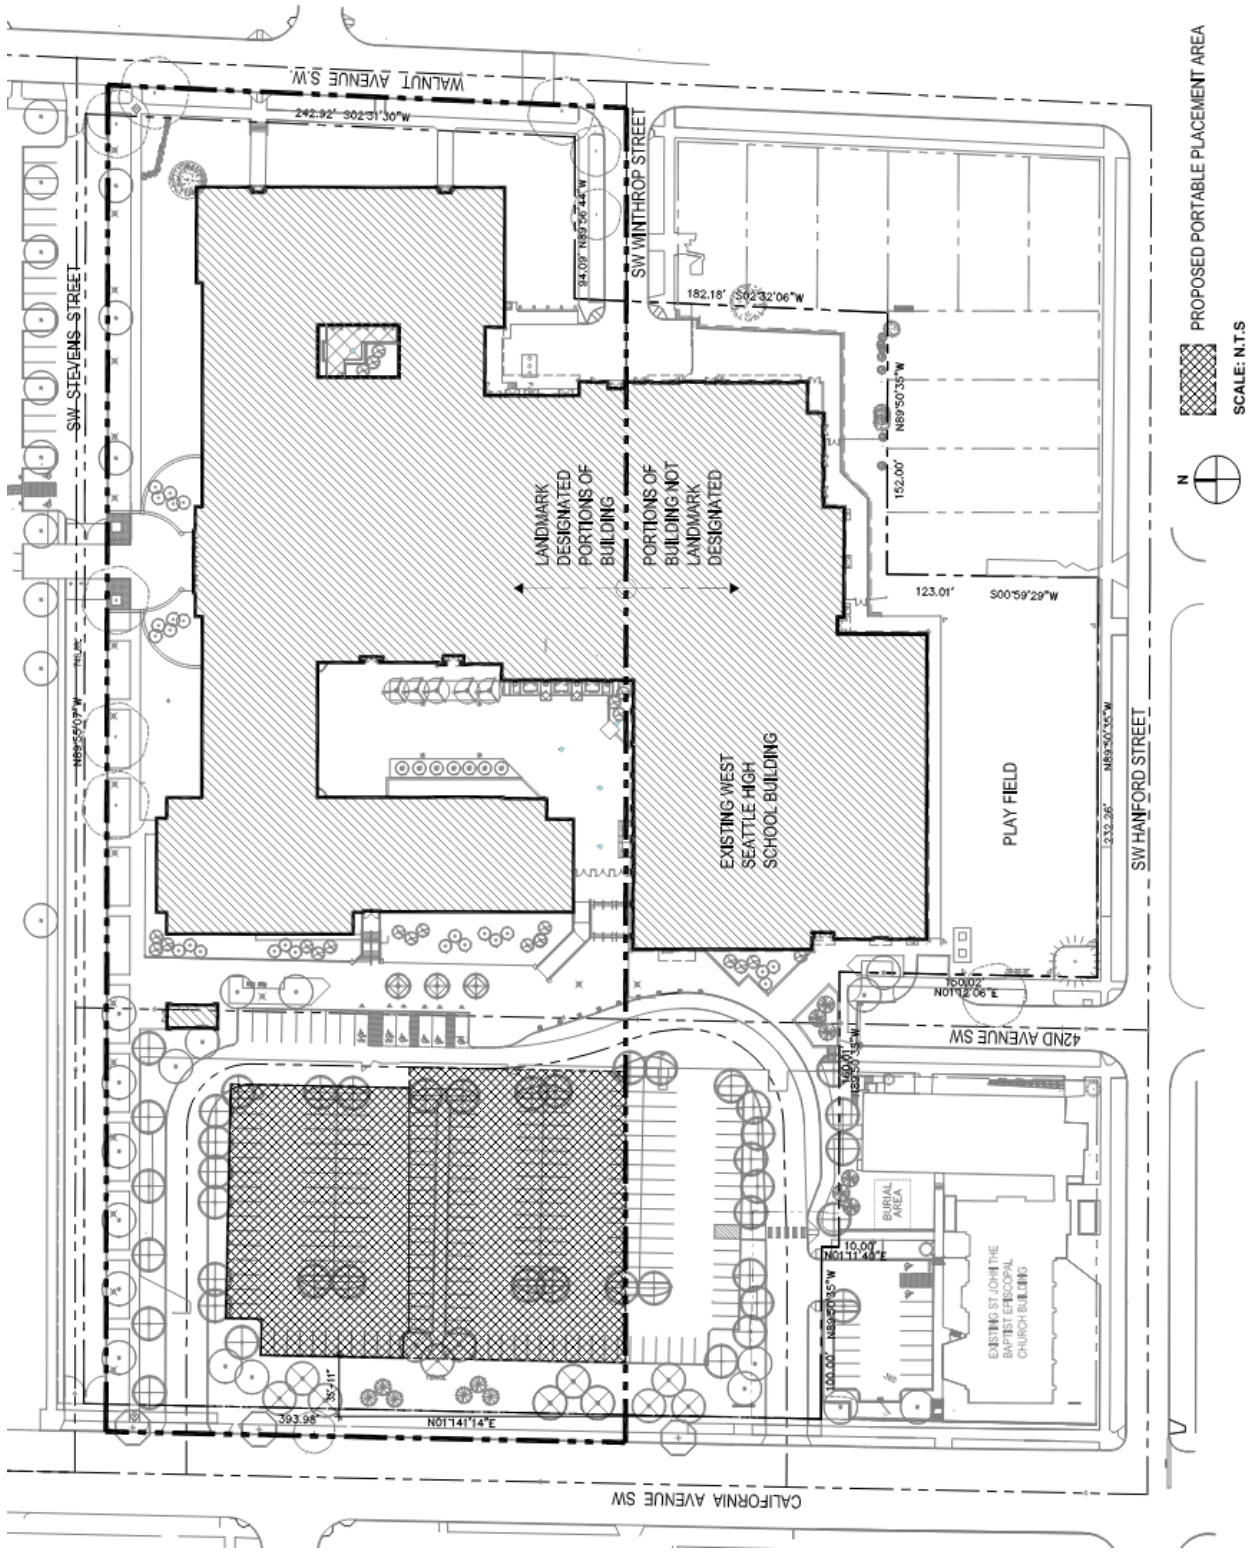 WALNUT AVENUE S.W.
242.92' S02°31'30"W
SW STEVENS STREET
SW WINTHROP STREET
94.09' N89°56'44"W
182.18' S02°32'06"W
N89°50'35"W
152.00'
PROPOSED PORTABLE PLACEMENT AREA
SCALE: N.T.S
N
LANDMARK
DESIGNATED
PORTIONS OF
BUILDING
PORTIONS OF
BUILDING NOT
LANDMARK
DESIGNATED
123.01' S00°59'29"W
N89°55'07"W
EXISTING WEST
SEATTLE HIGH
SCHOOL BUILDING
PLAY FIELD
N89°50'35"W
232.26'
SW HANFORD STREET
150.02
N01°12'06"E
42ND AVENUE SW
BURIAL
AREA
10.00'
N01°11'40"E
N89°50'35"W
100.00'
EXISTING ST JOHN THE
BAPTIST EPISCOPAL
CHURCH BUILDING
35'-11"
393.98'
N01°41'14"E
CALIFORNIA AVENUE SW